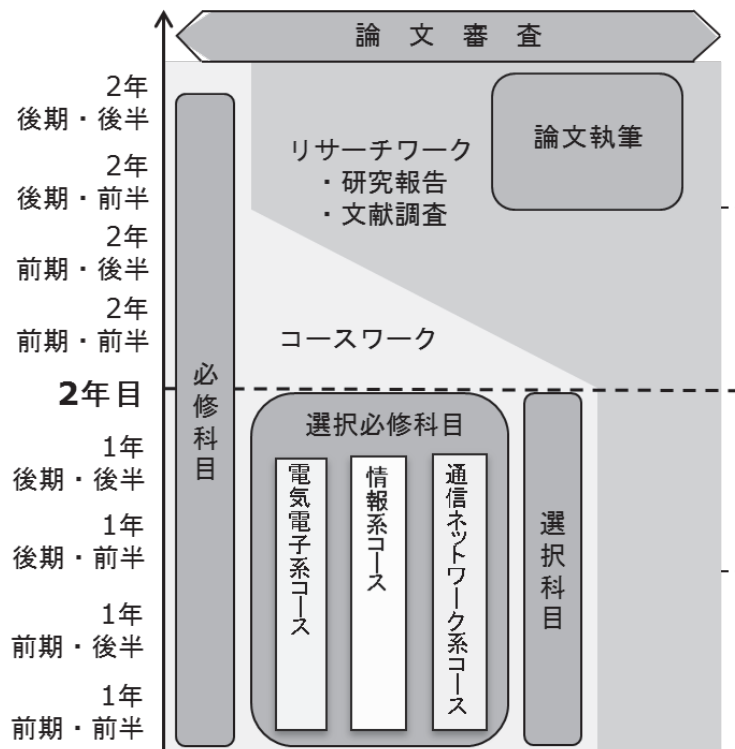 論文審査
2年
後期・後半
論文執筆
リサーチワーク
・研究報告
・文献調査
2年
後期・前半
2年
前期・後半
2年
前期・前半
コースワーク
2年目
必修科目
選択必修科目
電気電子系コース
情報系コース
通信ネットワーク系コース
選択科目
1年
後期・後半
1年
後期・前半
1年
前期・後半
1年
前期・前半